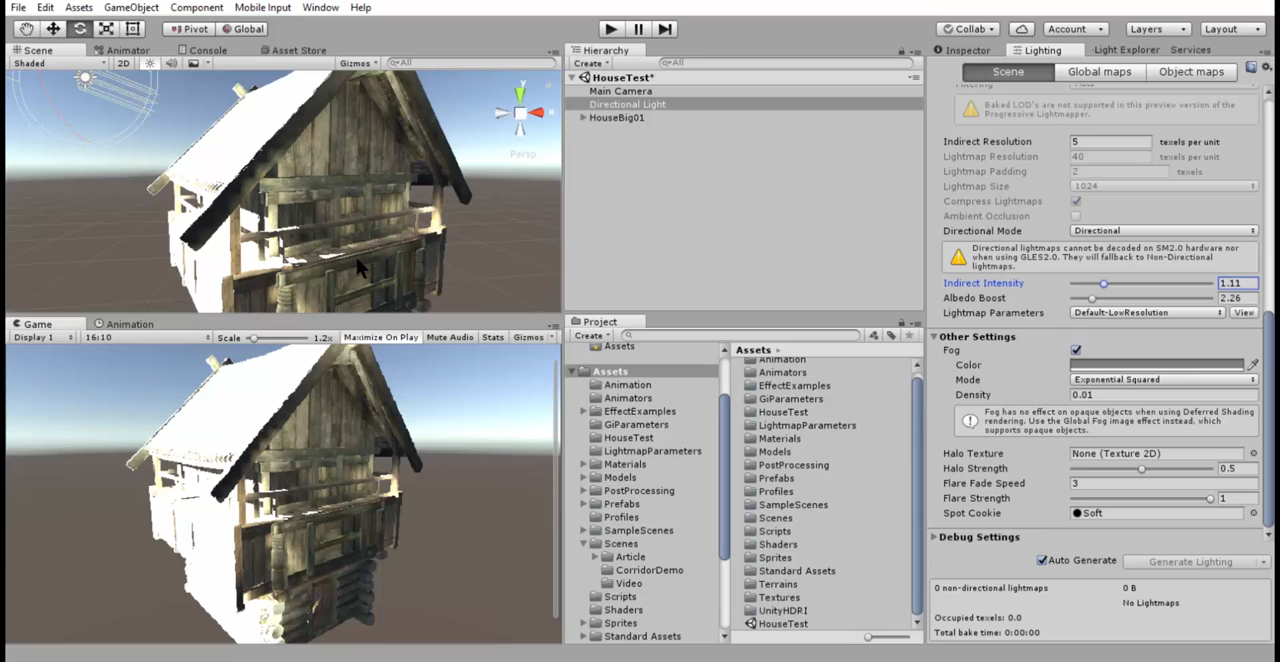 File Edit Assets GameObject Component Mobile Input Window Help
Pivot Global Collab Account Layers Layout
Scene Animator Console Asset Store
Shaded 2D Gizmos All
y
x
Persp
Game Animation
Display 1 16:10 Scale 1.2x Maximize On Play Mute Audio Stats Gizmos
Hierarchy
Create All
HouseTest*
Main Camera
Directional Light
HouseBig01
Project
Create
Assets
Assets
Animation
Animators
EffectExamples
GiParameters
HouseTest
LightmapParameters
Materials
Models
PostProcessing
Prefabs
Profiles
SampleScenes
Scenes
Article
CorridorDemo
Video
Scripts
Shaders
Sprites
Standard Assets
Assets
Animation
Animators
EffectExamples
GiParameters
HouseTest
LightmapParameters
Materials
Models
PostProcessing
Prefabs
Profiles
SampleScenes
Scenes
Scripts
Shaders
Sprites
Standard Assets
Terrains
Textures
UnityHDRI
HouseTest
Inspector Lighting Light Explorer Services
Scene Global maps Object maps
Filtering
Baked LOD's are not supported in this preview version of the
Progressive Lightmapper.
Indirect Resolution 5 texels per unit
Lightmap Resolution 40 texels per unit
Lightmap Padding 2 texels
Lightmap Size 1024
Compress Lightmaps
Ambient Occlusion
Directional Mode Directional
Directional lightmaps cannot be decoded on SM2.0 hardware nor
when using GLES2.0. They will fallback to Non-Directional
lightmaps.
Indirect Intensity 1.11
Albedo Boost 2.26
Lightmap Parameters Default-LowResolution View
Other Settings
Fog
Color
Mode Exponential Squared
Density 0.01
Fog has no effect on opaque objects when using Deferred Shading
rendering. Use the Global Fog image effect instead, which
supports opaque objects.
Halo Texture None (Texture 2D)
Halo Strength 0.5
Flare Fade Speed 3
Flare Strength 1
Spot Cookie Soft
Debug Settings
Auto Generate Generate Lighting
0 non-directional lightmaps 0 B
No Lightmaps
Occupied texels: 0.0
Total bake time: 0:00:00